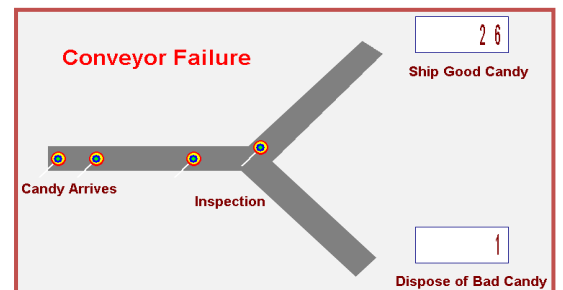 2 6
Conveyor Failure
Ship Good Candy
Candy Arrives
Inspection
1
Dispose of Bad Candy